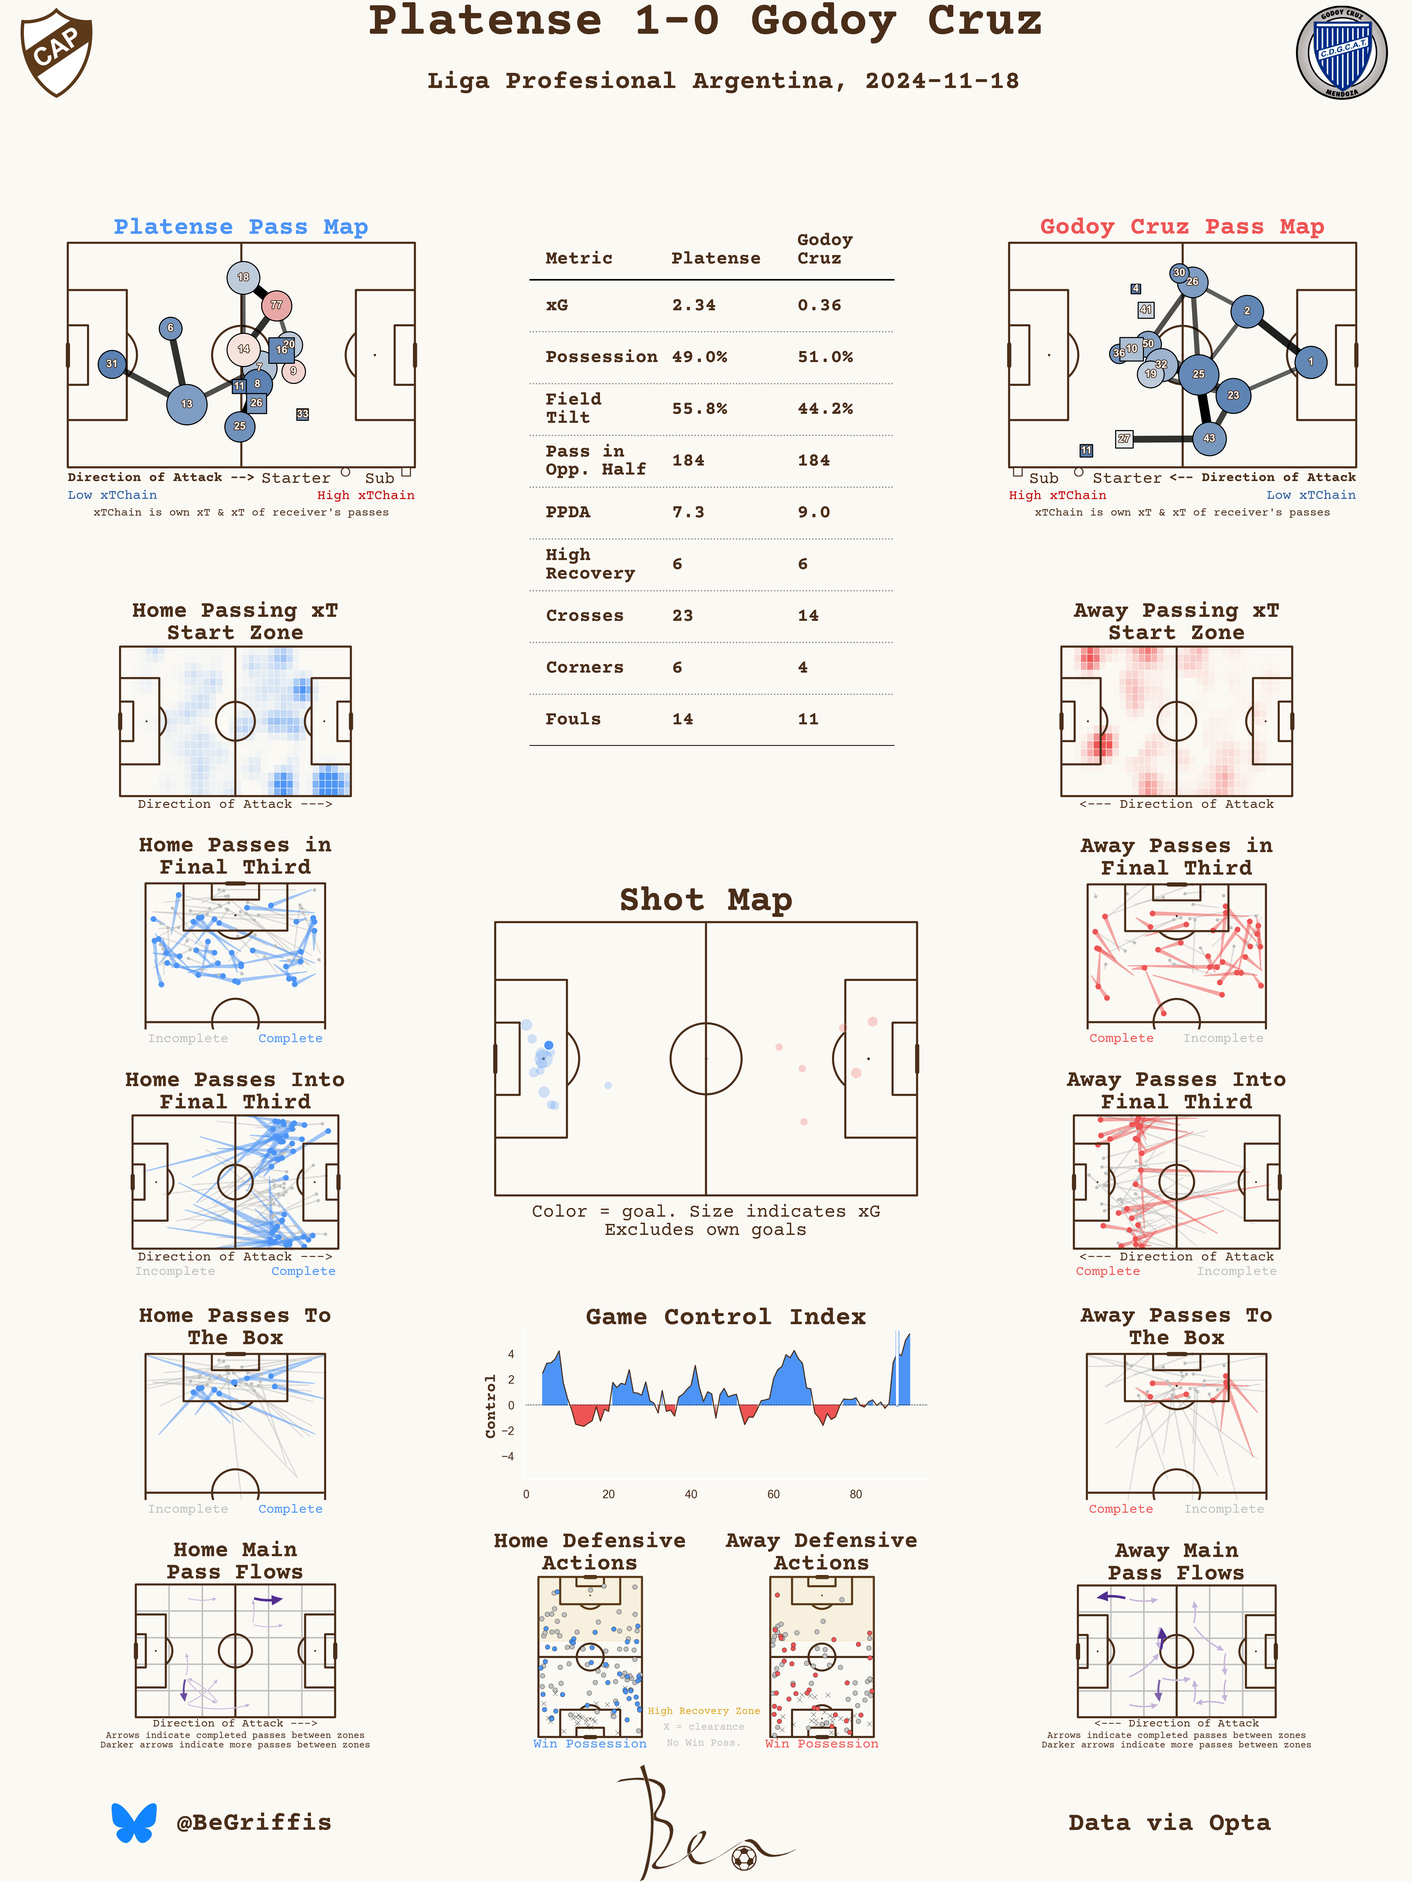 Platense 1-0 Godoy Cruz
Liga Profesional Argentina, 2024-11-18
CAP
GODOY CRUZ
C.D.G.C.A.T.
MENDOZA
Platense Pass Map
18
77
6
20
14
16
31
7
9
11
8
13
26
33
25
Direction of Attack --> Starter Sub
Low xTChain High xTChain
xTChain is own xT & xT of receiver's passes
Metric Platense Godoy Cruz
xG 2.34 0.36
Possession 49.0% 51.0%
Field Tilt 55.8% 44.2%
Pass in Opp. Half 184 184
PPDA 7.3 9.0
High Recovery 6 6
Crosses 23 14
Corners 6 4
Fouls 14 11
Godoy Cruz Pass Map
30
26
4
41
2
50
36
10
32
1
19
25
23
27
43
11
Sub Starter <-- Direction of Attack
High xTChain Low xTChain
xTChain is own xT & xT of receiver's passes
Home Passing xT
Start Zone
Direction of Attack --->
Away Passing xT
Start Zone
<--- Direction of Attack
Home Passes in
Final Third
Incomplete Complete
Away Passes in
Final Third
Complete Incomplete
Shot Map
Color = goal. Size indicates xG
Excludes own goals
Home Passes Into
Final Third
Direction of Attack --->
Incomplete Complete
Away Passes Into
Final Third
<--- Direction of Attack
Complete Incomplete
Home Passes To
The Box
Incomplete Complete
Game Control Index
Control
4
2
0
−2
−4
0 20 40 60 80
Away Passes To
The Box
Complete Incomplete
Home Main
Pass Flows
Direction of Attack --->
Arrows indicate completed passes between zones
Darker arrows indicate more passes between zones
Home Defensive
Actions
Win Possession
High Recovery Zone
X = clearance
No Win Poss.
Away Defensive
Actions
Win Possession
Away Main
Pass Flows
<--- Direction of Attack
Arrows indicate completed passes between zones
Darker arrows indicate more passes between zones
@BeGriffis
Ben
Data via Opta